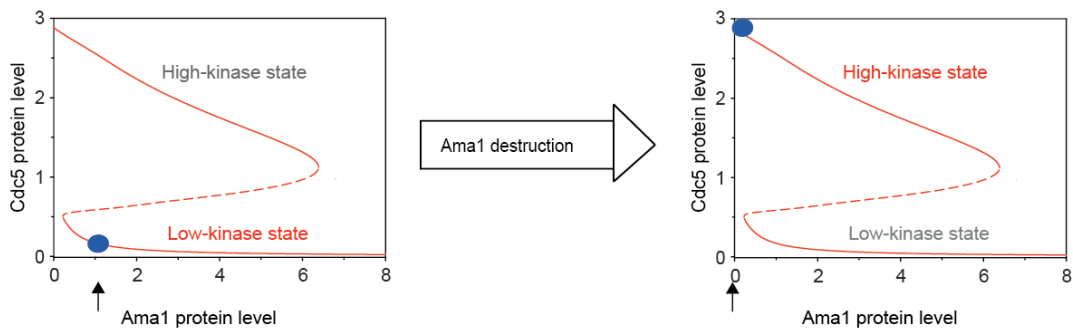 3
2
1
0
Cdc5 protein level
High-kinase state
Low-kinase state
0 2 4 6 8
Ama1 protein level
Ama1 destruction
3
2
1
0
Cdc5 protein level
High-kinase state
Low-kinase state
0 2 4 6 8
Ama1 protein level